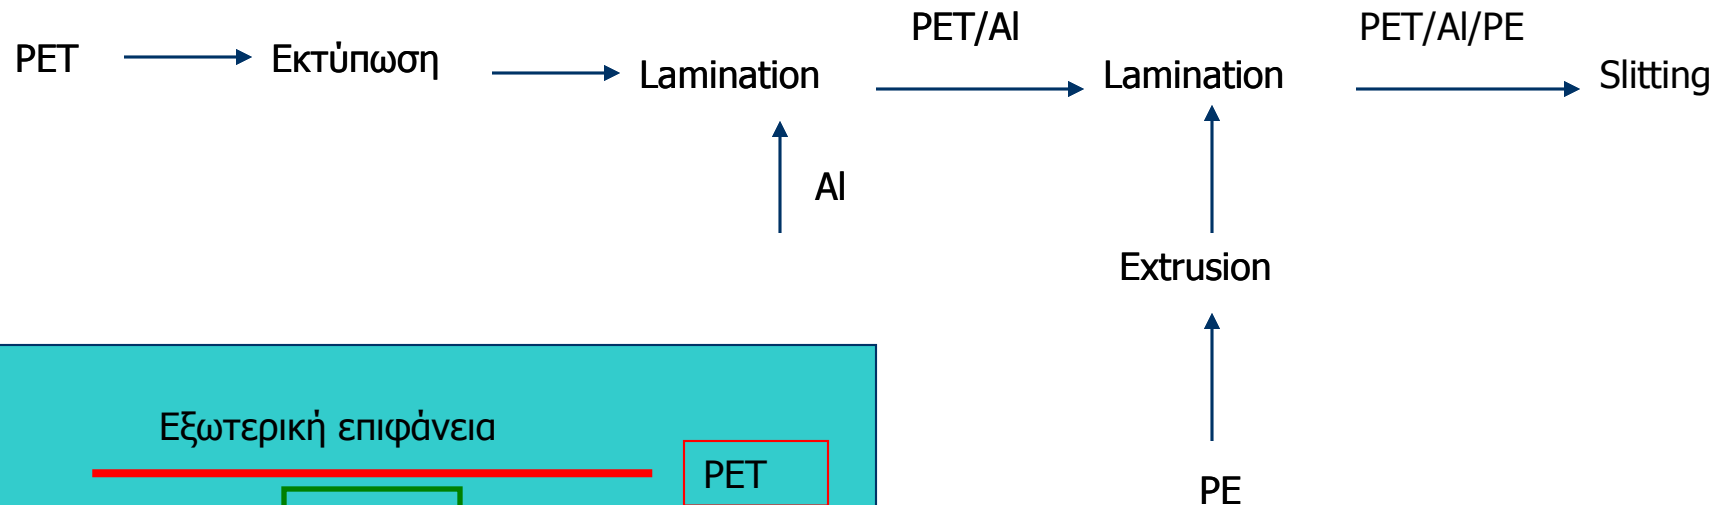 PET
Εκτύπωση
Lamination
PET/Al
Lamination
PET/Al/PE
Slitting
Al
Extrusion
PE
Εξωτερική επιφάνεια
PET